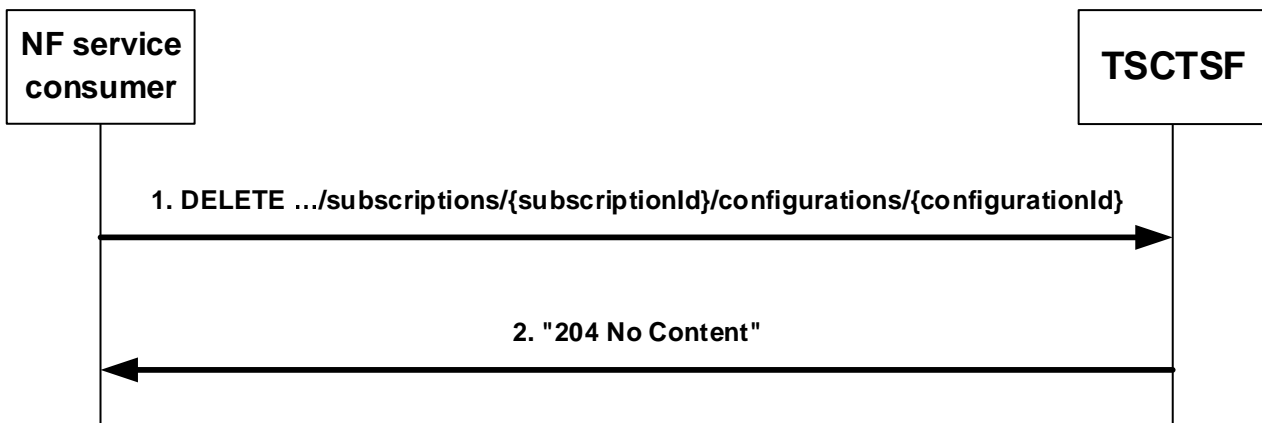 NF service
consumer
TSCTSF
1. DELETE …/subscriptions/{subscriptionId}/configurations/{configurationId}
2. "204 No Content"